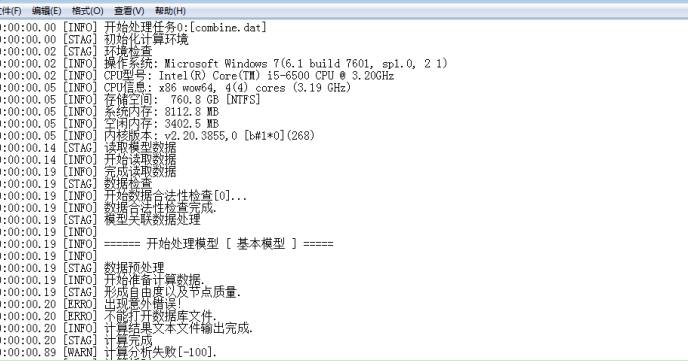 文件(F) 编辑(E) 格式(O) 查看(V) 帮助(H)
0:00:00.00 [INFO] 开始处理任务0:[combine.dat]
0:00:00.00 [STAG] 初始化计算环境
0:00:00.02 [STAG] 环境检查
0:00:00.02 [INFO] 操作系统: Microsoft Windows 7(6.1 build 7601, sp1.0, 2 1)
0:00:00.02 [INFO] CPU型号: Intel(R) Core(TM) i5-6500 CPU @ 3.20GHz
0:00:00.05 [INFO] CPU信息: x86 wow64, 4(4) cores (3.19 GHz)
0:00:00.05 [INFO] 存储空间:  760.8 GB [NTFS]
0:00:00.05 [INFO] 系统内存: 8112.8 MB
0:00:00.05 [INFO] 空闲内存: 3402.5 MB
0:00:00.05 [INFO] 内核版本: v2.20.3855,0 [b#1*0](268)
0:00:00.14 [STAG] 读取模型数据
0:00:00.14 [INFO] 开始读取数据
0:00:00.19 [INFO] 完成读取数据
0:00:00.19 [STAG] 数据检查
0:00:00.19 [INFO] 开始数据合法性检查[0]...
0:00:00.19 [INFO] 数据合法性检查完成.
0:00:00.19 [STAG] 模型关联数据处理
0:00:00.19 [INFO]
0:00:00.19 [INFO] ====== 开始处理模型 [ 基本模型 ] =====
0:00:00.19 [INFO]
0:00:00.19 [STAG] 数据预处理
0:00:00.19 [INFO] 开始准备计算数据.
0:00:00.19 [STAG] 形成自由度以及节点质量.
0:00:00.20 [ERRO] 出现意外错误!
0:00:00.20 [ERRO] 不能打开数据库文件.
0:00:00.20 [INFO] 计算结果文本文件输出完成.
0:00:00.20 [STAG] 计算完成
0:00:00.89 [WARN] 计算分析失败[-100].